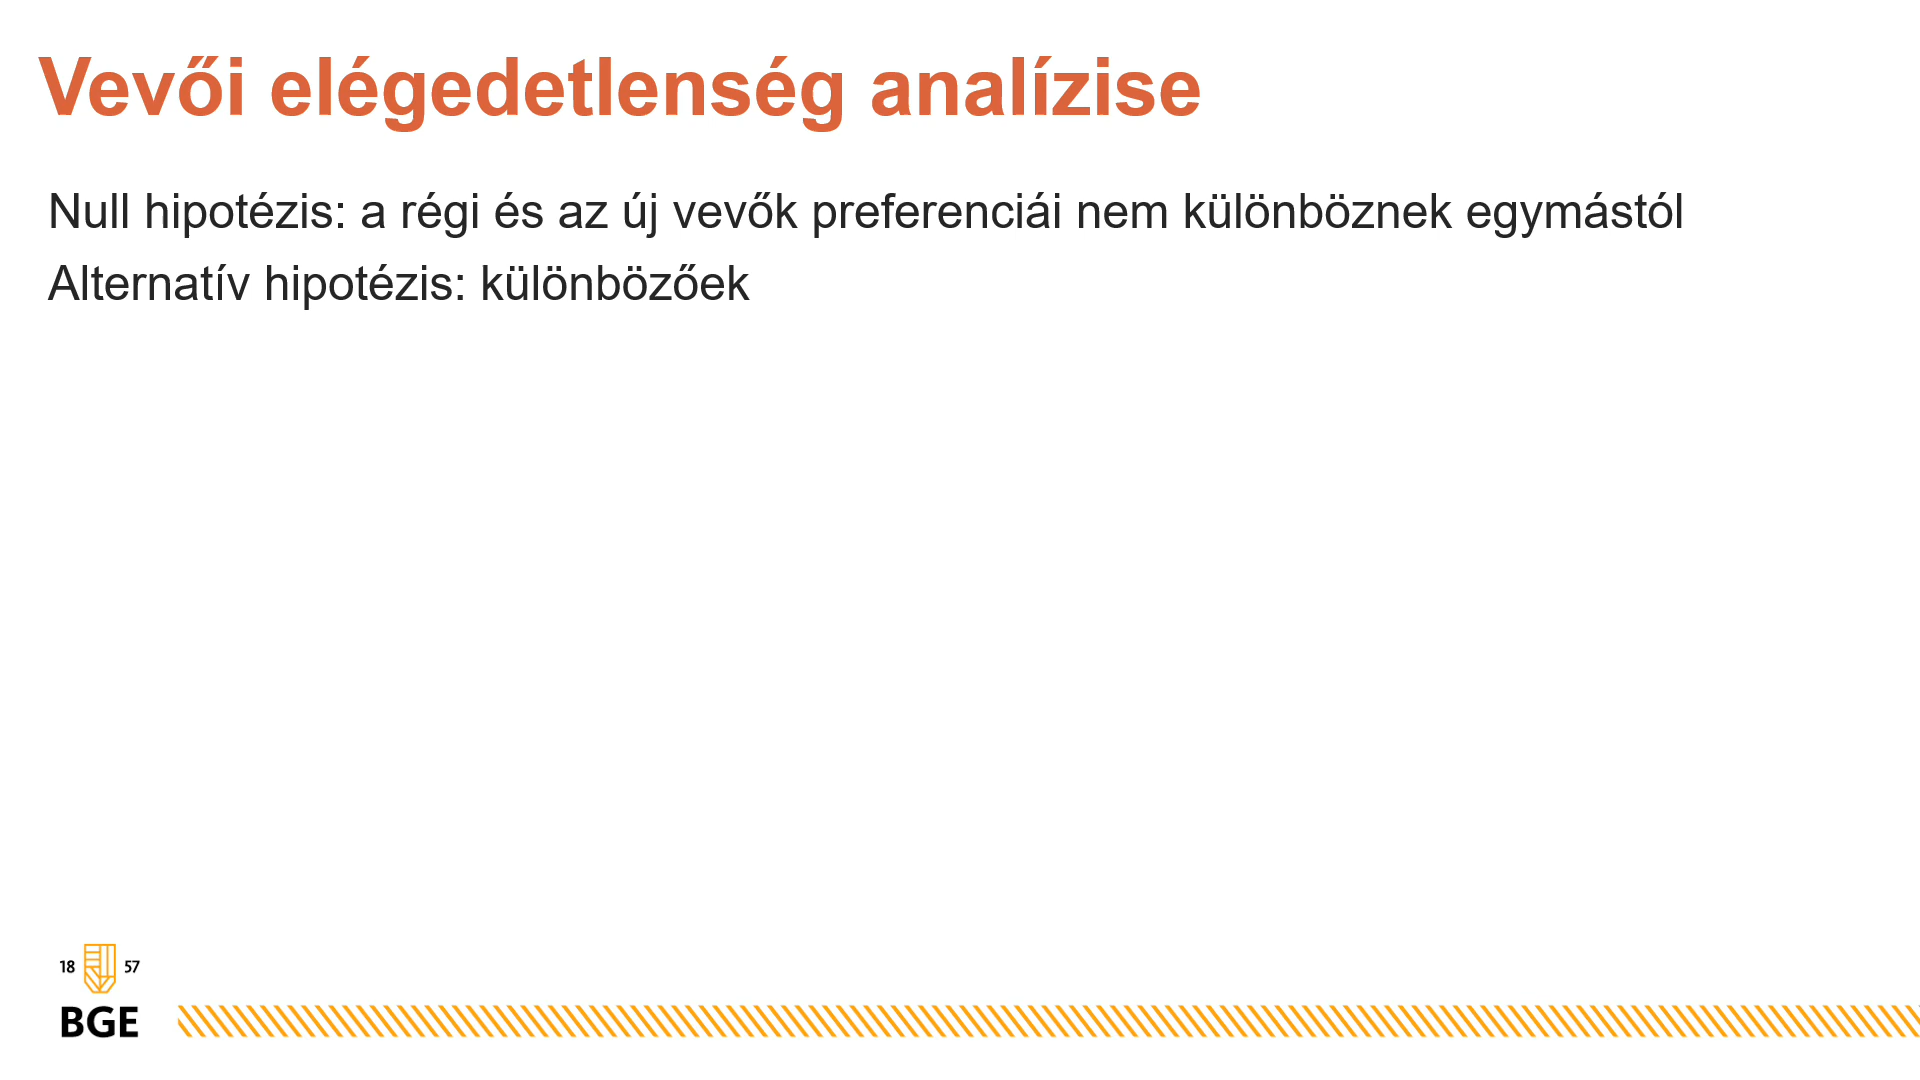 Vevői elégedetlenség analízise
Null hipotézis: a régi és az új vevők preferenciái nem különböznek egymástól
Alternatív hipotézis: különbözőek
18 57
BGE